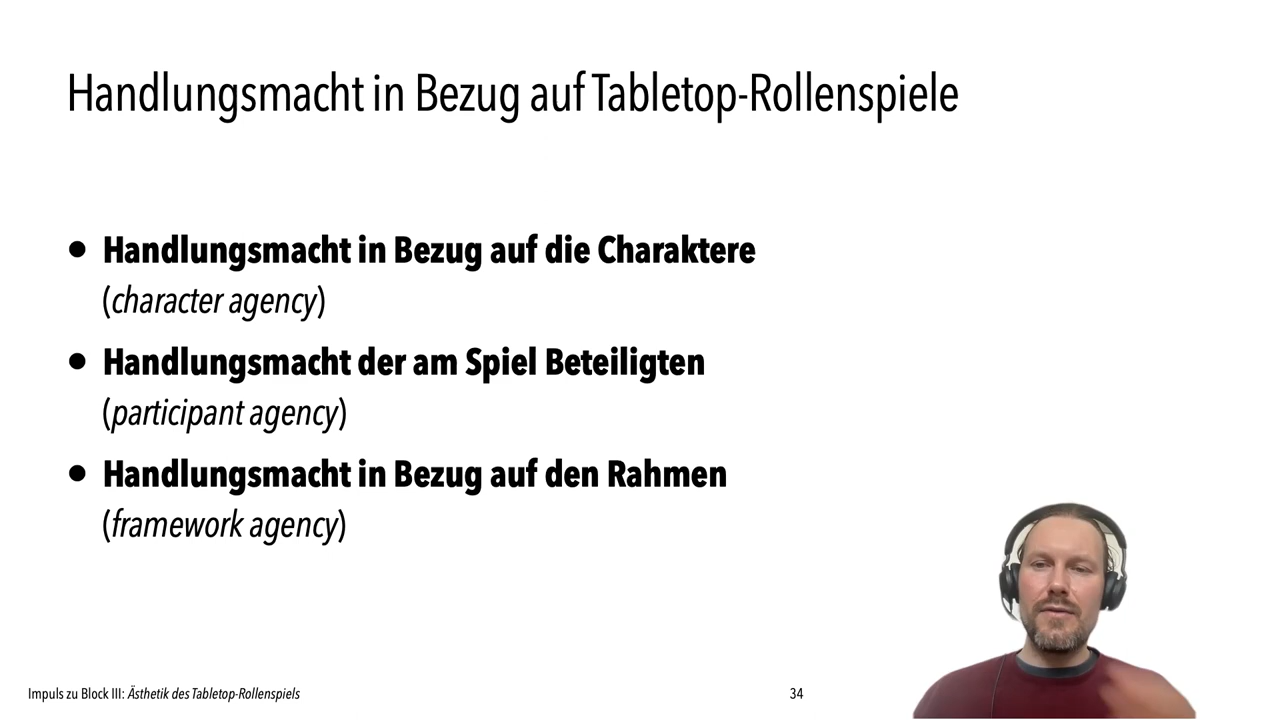 Handlungsmacht in Bezug auf Tabletop-Rollenspiele
● Handlungsmacht in Bezug auf die Charaktere
(character agency)
● Handlungsmacht der am Spiel Beteiligten
(participant agency)
● Handlungsmacht in Bezug auf den Rahmen
(framework agency)
Impuls zu Block III: Ästhetik des Tabletop-Rollenspiels
34